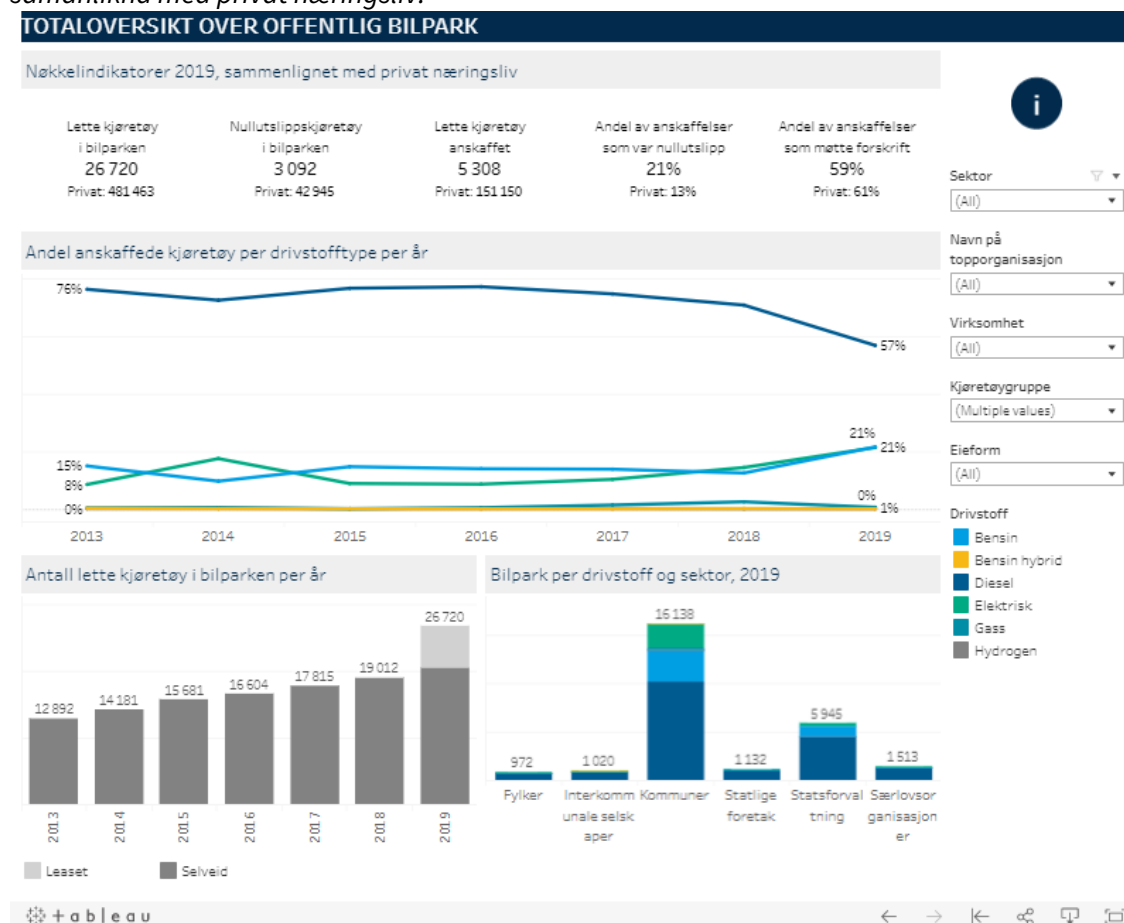 samanlikna med privat næringsliv.
TOTALOVERSIKT OVER OFFENTLIG BILPARK
Nøkkelindikatorer 2019, sammenlignet med privat næringsliv
Lette kjøretøy
i bilparken
26 720
Privat: 481 463
Nullutslippskjøretøy
i bilparken
3 092
Privat: 42 945
Lette kjøretøy
anskaffet
5 308
Privat: 151 150
Andel av anskaffelser
som var nullutslipp
21%
Privat: 13%
Andel av anskaffelser
som møtte forskrift
59%
Privat: 61%
i
Sektor
(All)
Navn på
topporganisasjon
(All)
Virksomhet
(All)
Kjøretøygruppe
(Multiple values)
Eieform
(All)
Drivstoff
Bensin
Bensin hybrid
Diesel
Elektrisk
Gass
Hydrogen
Andel anskaffede kjøretøy per drivstofftype per år
76%
57%
21%
21%
15%
8%
0%
0%
1%
2013 2014 2015 2016 2017 2018 2019
Antall lette kjøretøy i bilparken per år
12 892 14 181 15 681 16 604 17 815 19 012 26 720
2013 2014 2015 2016 2017 2018 2019
Leaset Selveid
Bilpark per drivstoff og sektor, 2019
972 1 020 16 138 1 132 5 945 1 513
Fylker
Interkomm
unale selsk
aper
Kommuner
Statlige
foretak
Statsforval
tning
Særlovsor
ganisasjon
er
+ableau